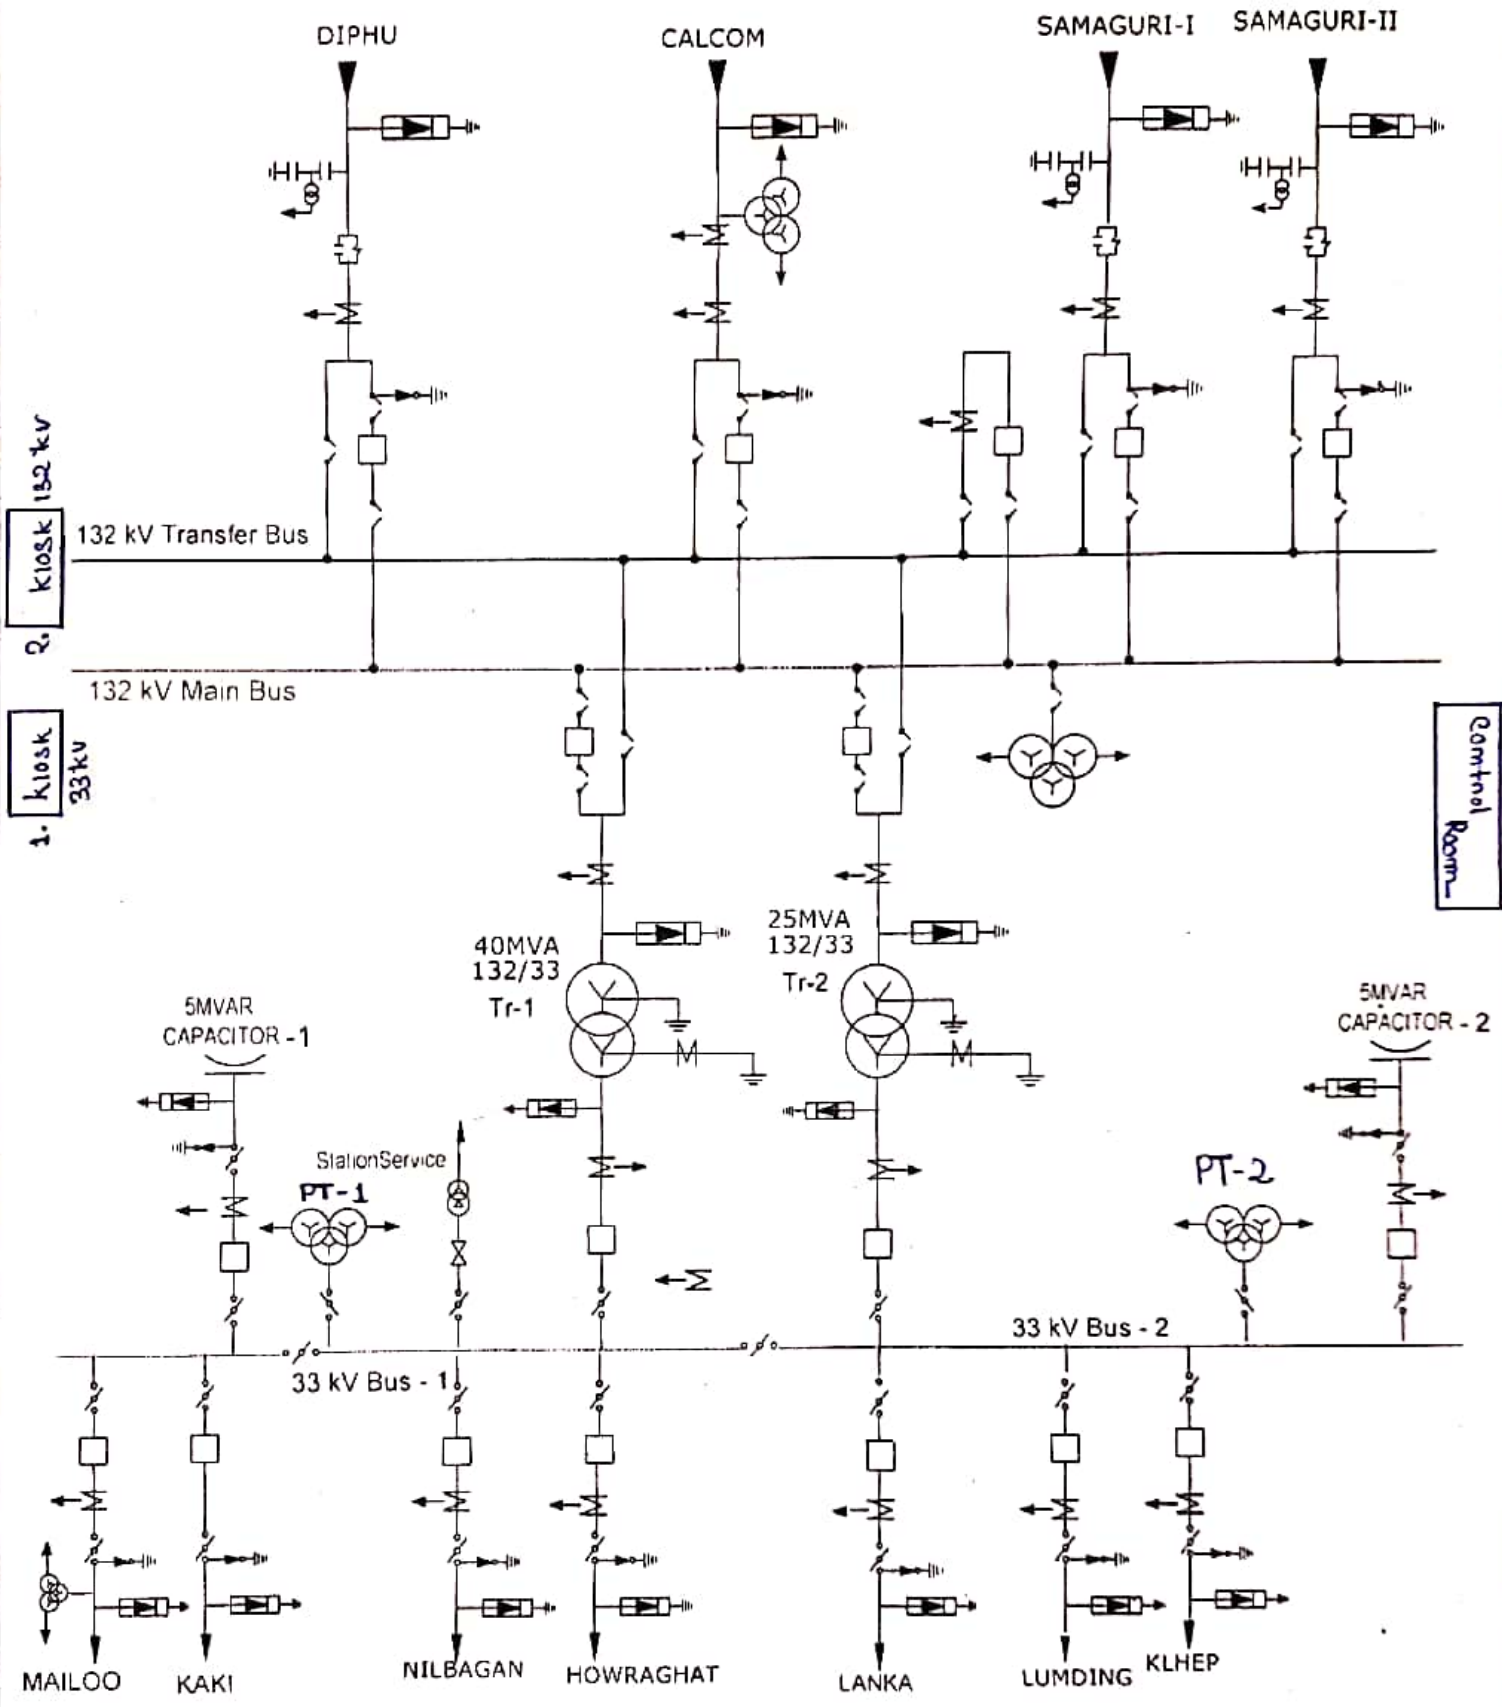 DIPHU
CALCOM
SAMAGURI-I
SAMAGURI-II
2. kiosk 132 kv
132 kV Transfer Bus
132 kV Main Bus
1. kiosk 33kv
Comtnol
Room
40MVA
132/33
Tr-1
25MVA
132/33
Tr-2
5MVAR
CAPACITOR -1
5MVAR
CAPACITOR - 2
StationService
PT-1
PT-2
33 kV Bus - 2
33 kV Bus - 1
MAILOO
KAKI
NILBAGAN
HOWRAGHAT
LANKA
LUMDING
KLHEP